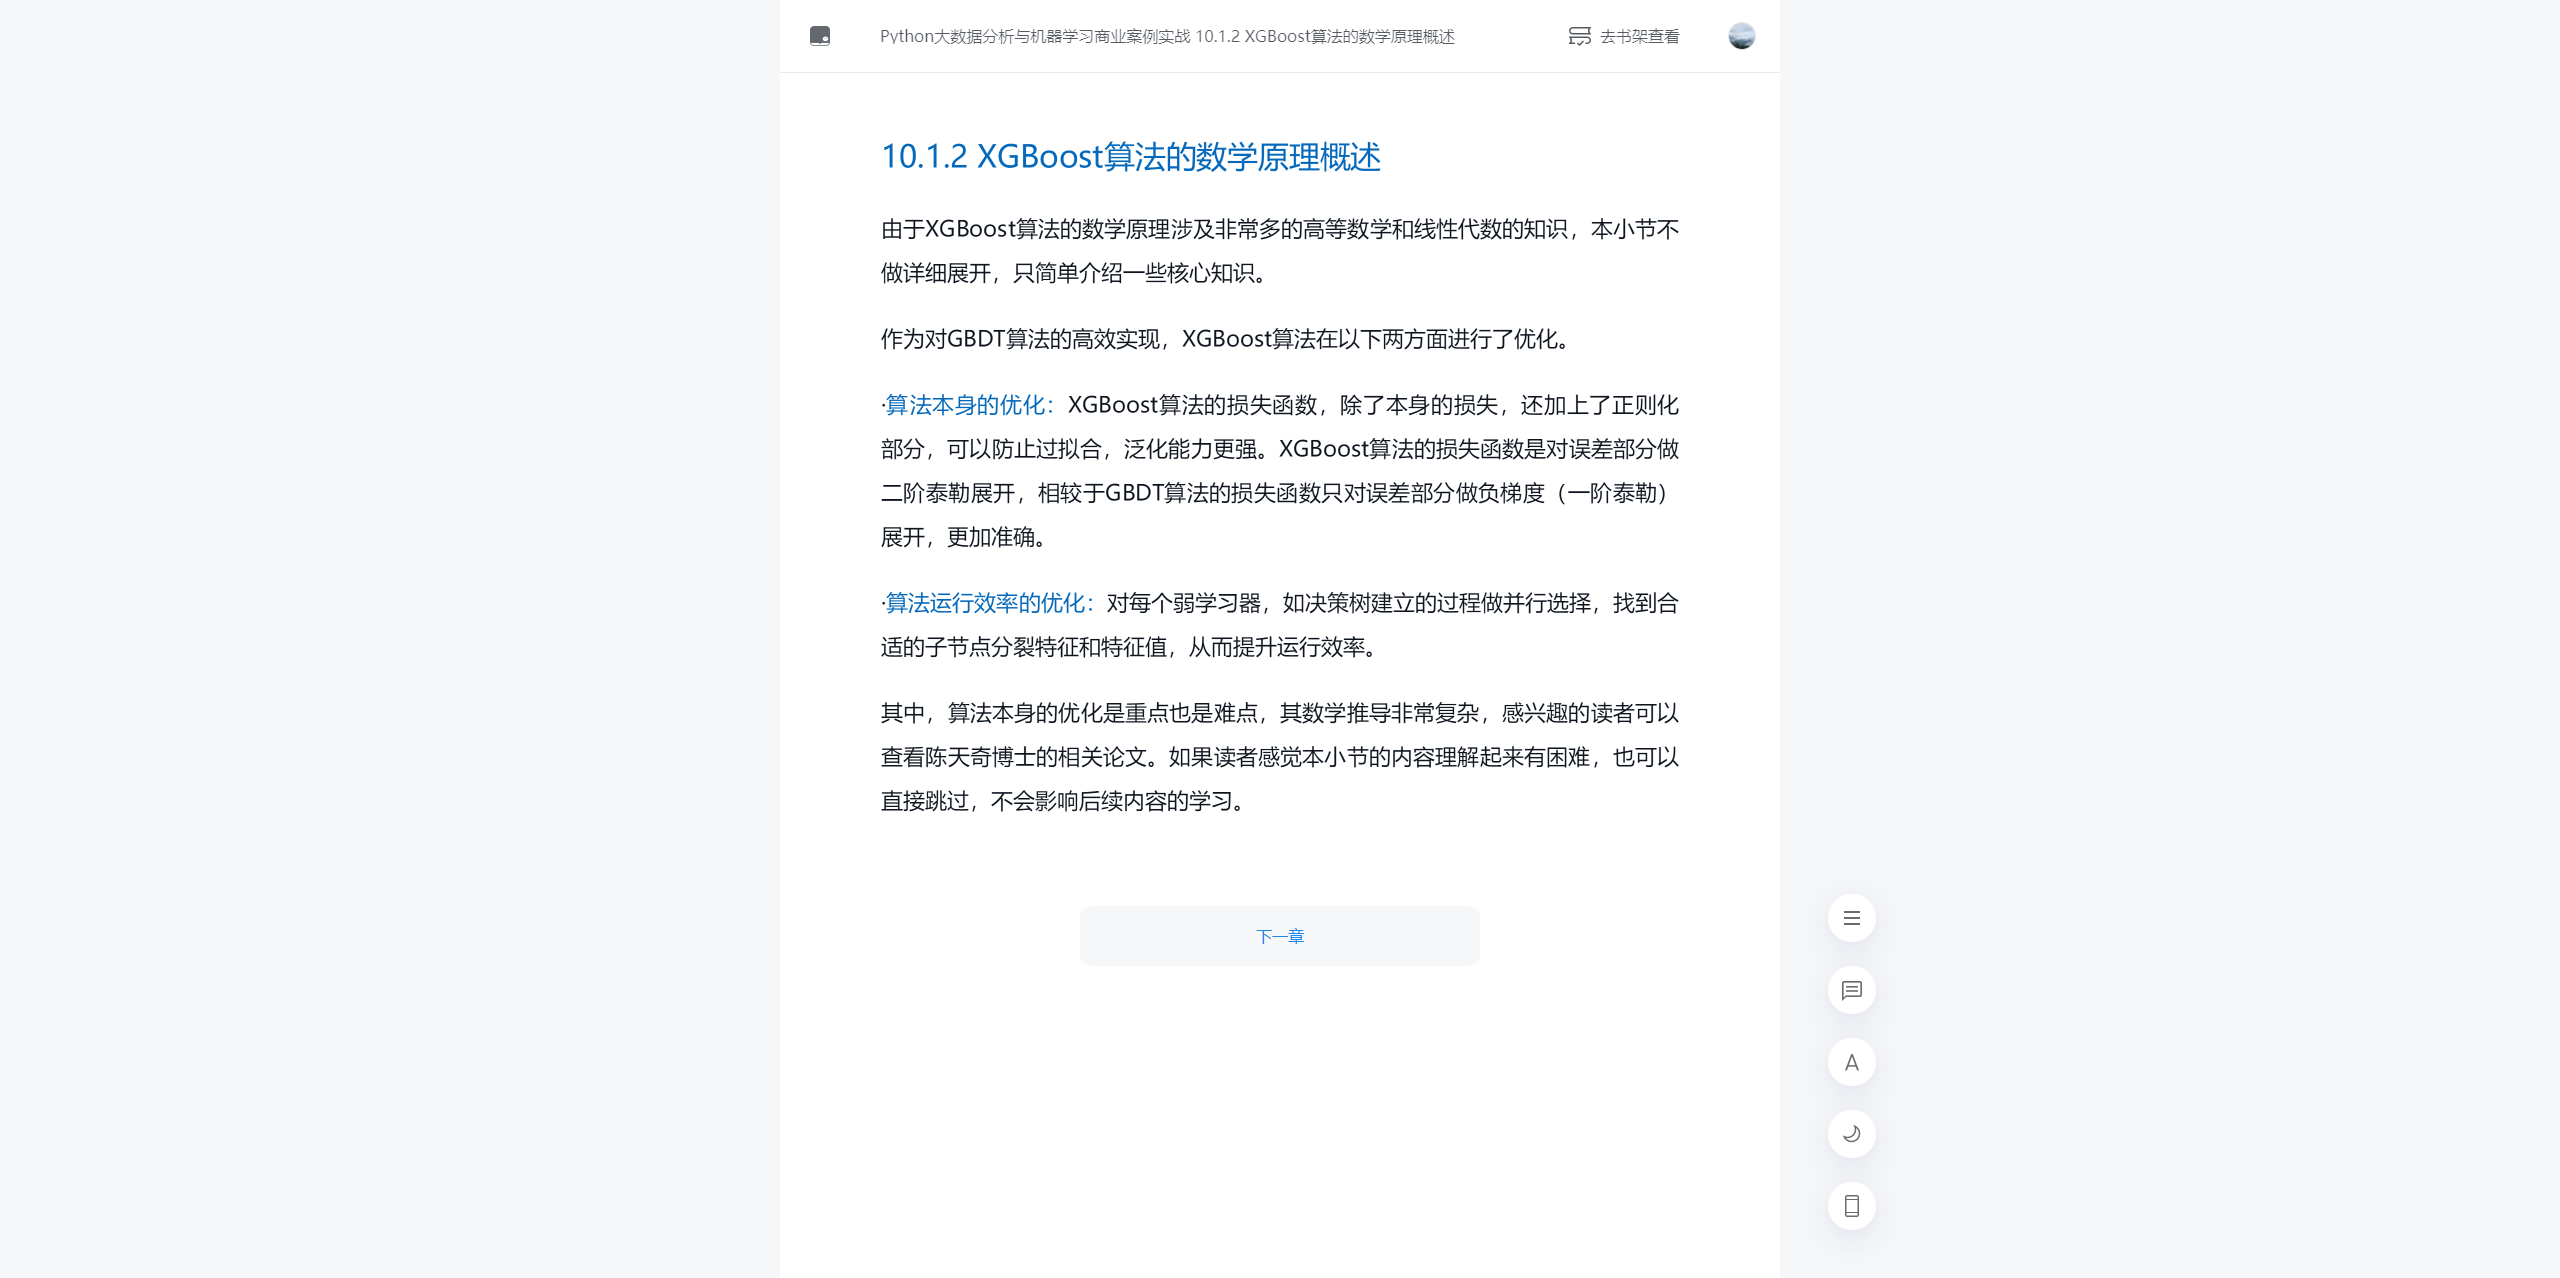 Python大数据分析与机器学习商业案例实战 10.1.2 XGBoost算法的数学原理概述
去书架查看
10.1.2 XGBoost算法的数学原理概述
由于XGBoost算法的数学原理涉及非常多的高等数学和线性代数的知识，本小节不
做详细展开，只简单介绍一些核心知识。
作为对GBDT算法的高效实现，XGBoost算法在以下两方面进行了优化。
·算法本身的优化：XGBoost算法的损失函数，除了本身的损失，还加上了正则化
部分，可以防止过拟合，泛化能力更强。XGBoost算法的损失函数是对误差部分做
二阶泰勒展开，相较于GBDT算法的损失函数只对误差部分做负梯度（一阶泰勒）
展开，更加准确。
·算法运行效率的优化：对每个弱学习器，如决策树建立的过程做并行选择，找到合
适的子节点分裂特征和特征值，从而提升运行效率。
其中，算法本身的优化是重点也是难点，其数学推导非常复杂，感兴趣的读者可以
查看陈天奇博士的相关论文。如果读者感觉本小节的内容理解起来有困难，也可以
直接跳过，不会影响后续内容的学习。
下一章
A